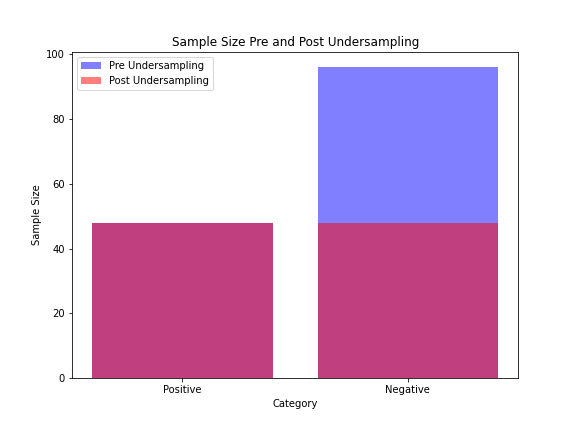 Sample Size Pre and Post Undersampling
100
Pre Undersampling
Post Undersampling
80
60
Sample Size
40
20
0
Positive
Negative
Category